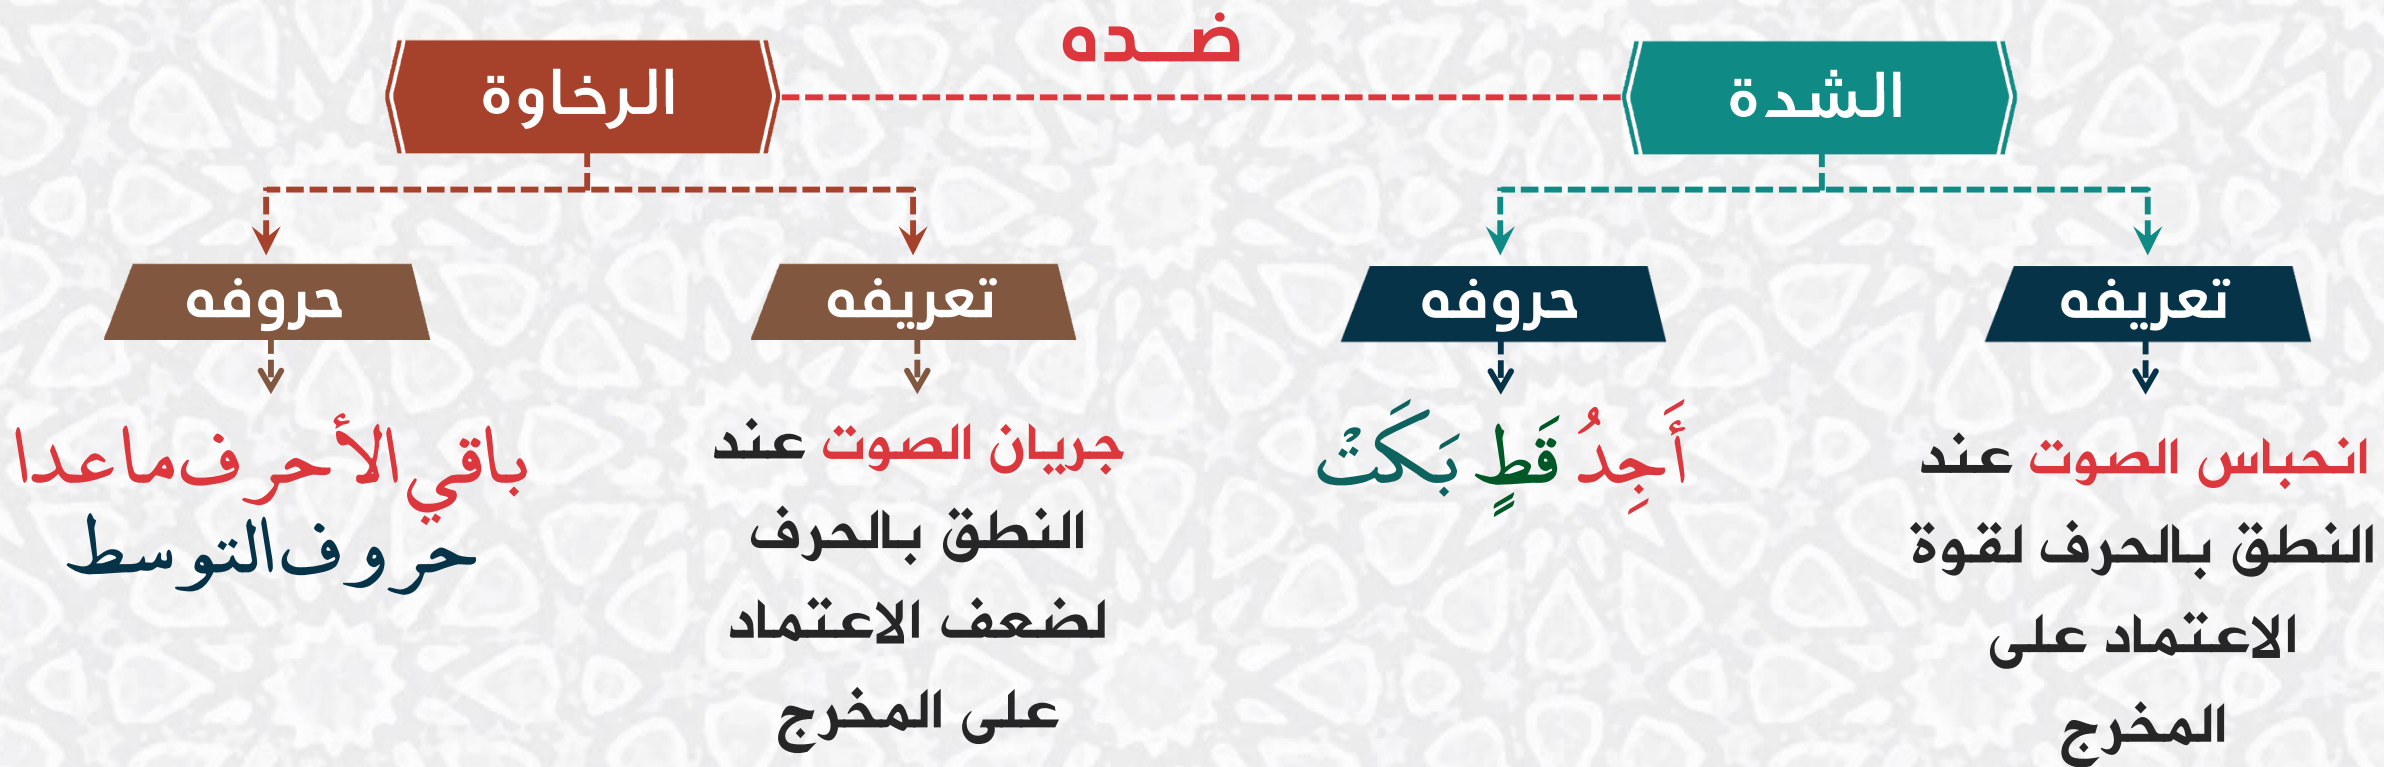 ضـــده
الشدة
الرخاوة
تعريفه
انحباس الصوت عند
النطق بالحرف لقوة
الاعتماد على
المخرج
حروفه
أَجِدُ قَطٍ بَكَتْ
تعريفه
جريان الصوت عند
النطق بالحرف
لضعف الاعتماد
على المخرج
حروفه
باقي الأحرف ماعدا
حروف التوسط